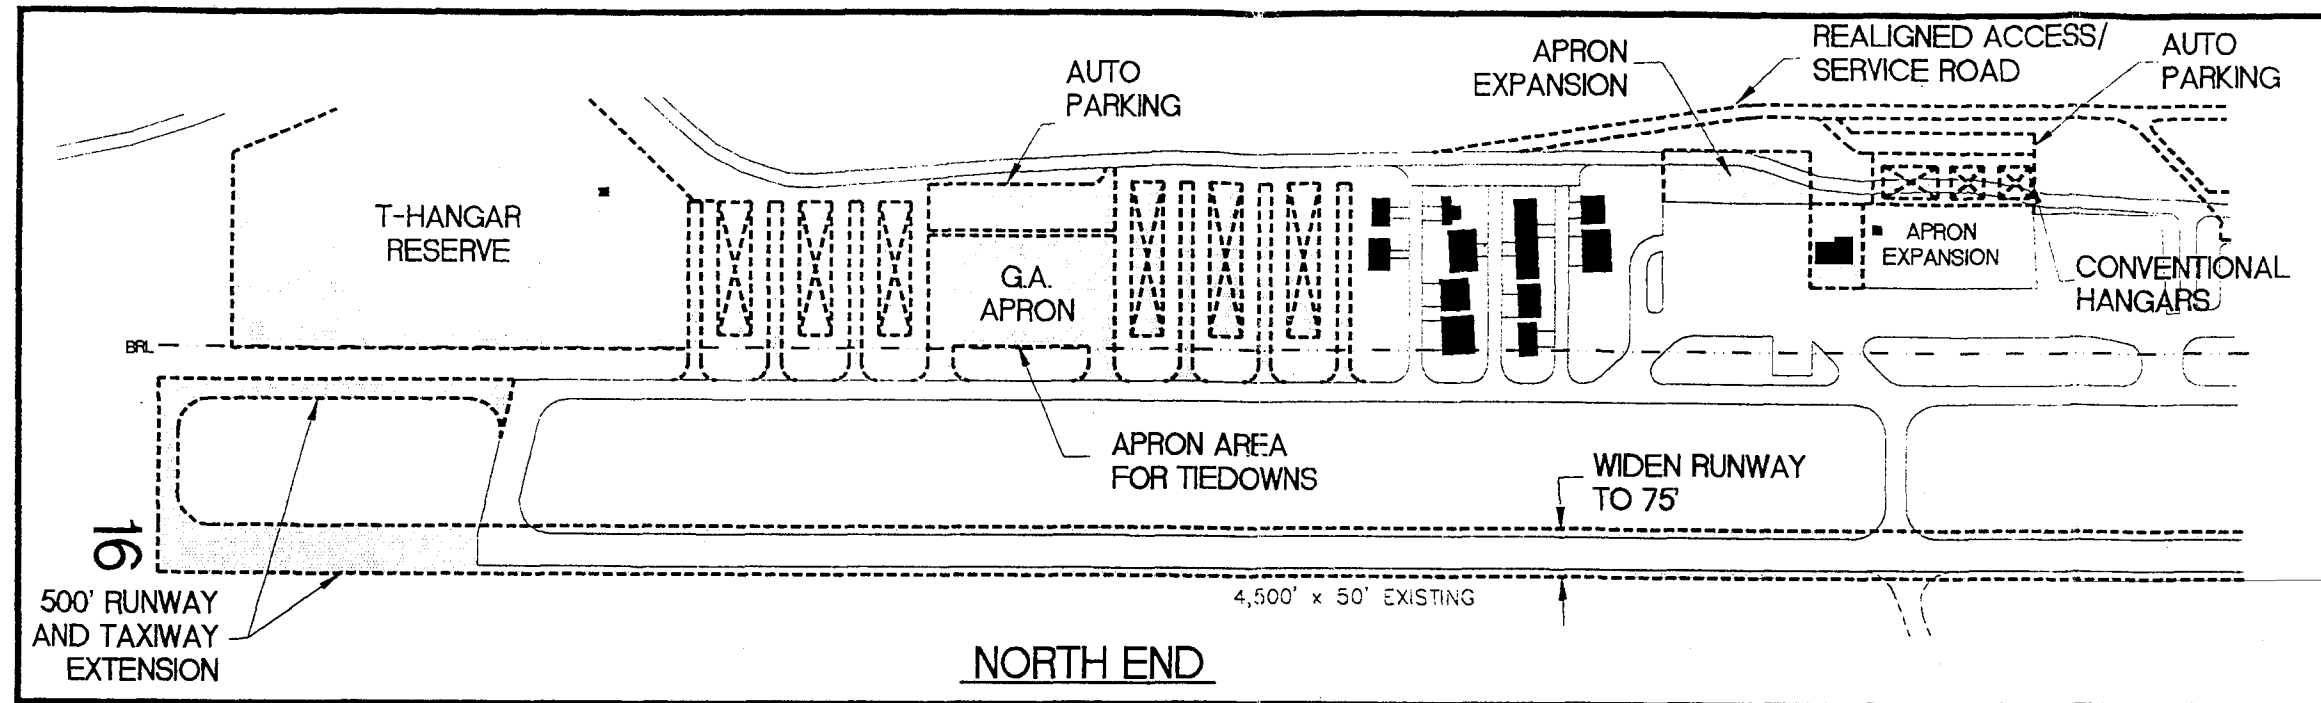 AUTO
PARKING
APRON
EXPANSION
REALIGNED ACCESS/
SERVICE ROAD
AUTO
PARKING
T-HANGAR
RESERVE
G.A.
APRON
APRON
EXPANSION
CONVENTIONAL
HANGARS
BRL
APRON AREA
FOR TIEDOWNS
WIDEN RUNWAY
TO 75'
16
500' RUNWAY
AND TAXIWAY
EXTENSION
4,500' x 50' EXISTING
NORTH END